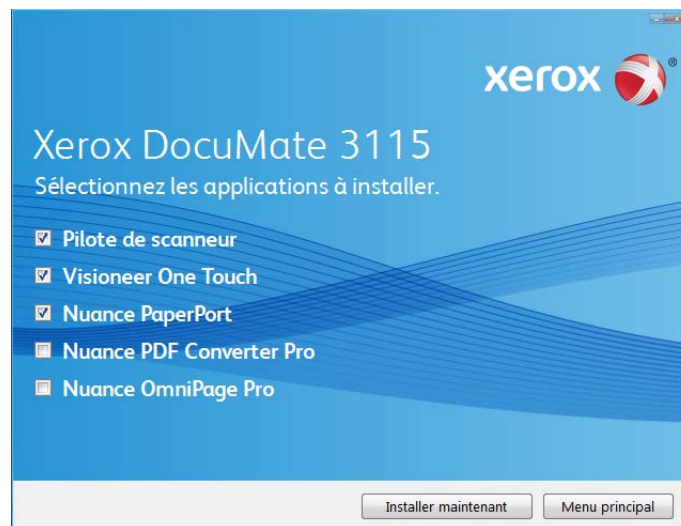 xerox
Xerox DocuMate 3115
Sélectionnez les applications à installer.
Pilote de scanneur
Visioneer One Touch
Nuance PaperPort
Nuance PDF Converter Pro
Nuance OmniPage Pro
Installer maintenant Menu principal